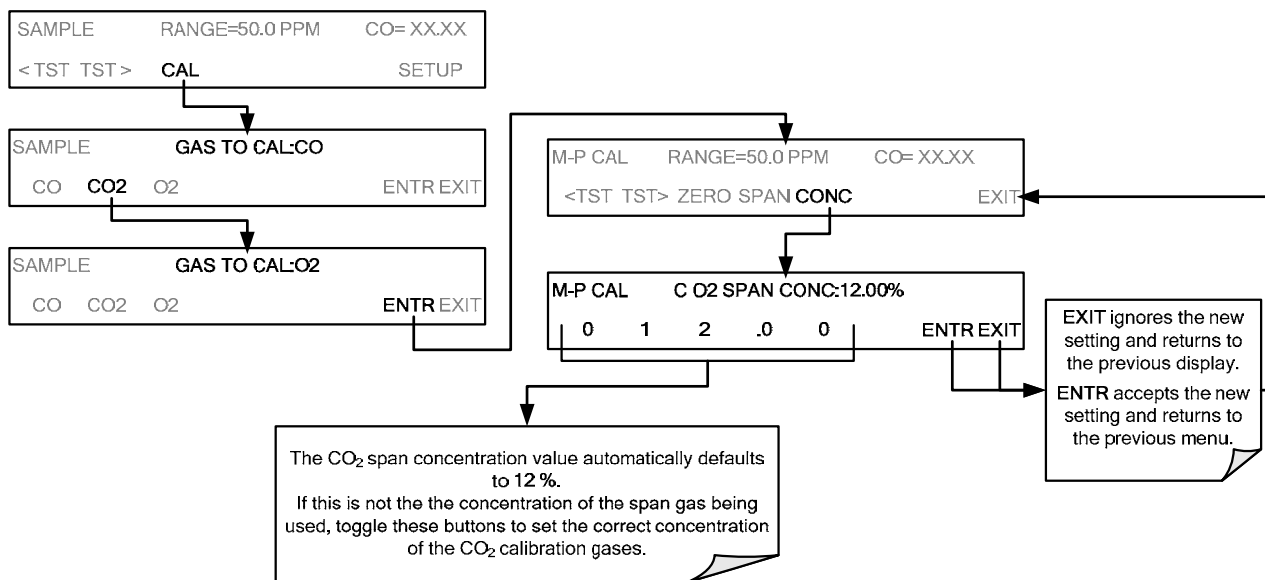 SAMPLE RANGE=50.0 PPM CO= XX.XX
< TST TST > CAL SETUP
SAMPLE GAS TO CAL:CO
CO CO2 O2 ENTR EXIT
SAMPLE GAS TO CAL:O2
CO CO2 O2 ENTR EXIT
M-P CAL RANGE=50.0 PPM CO= XX.XX
<TST TST> ZERO SPAN CONC EXIT
M-P CAL C O2 SPAN CONC:12.00%
0 1 2 .0 0 ENTR EXIT
EXIT ignores the new
setting and returns to
the previous display.
ENTR accepts the new
setting and returns to
the previous menu.
The CO₂ span concentration value automatically defaults
to 12 %.
If this is not the the concentration of the span gas being
used, toggle these buttons to set the correct concentration
of the CO₂ calibration gases.